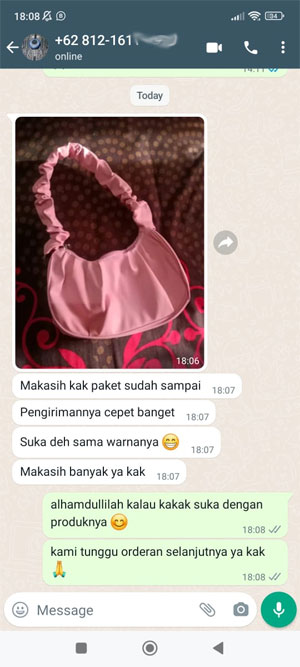 18:08
34
+62 812-161
online
14:11
Today
18:06
Makasih kak paket sudah sampai 18:07
Pengirimannya cepet banget 18:07
Suka deh sama warnanya 😁 18:07
Makasih banyak ya kak 18:07
alhamdullilah kalau kakak suka dengan
produknya 😊
18:08
kami tunggu orderan selanjutnya ya kak
🙏
18:08
Message